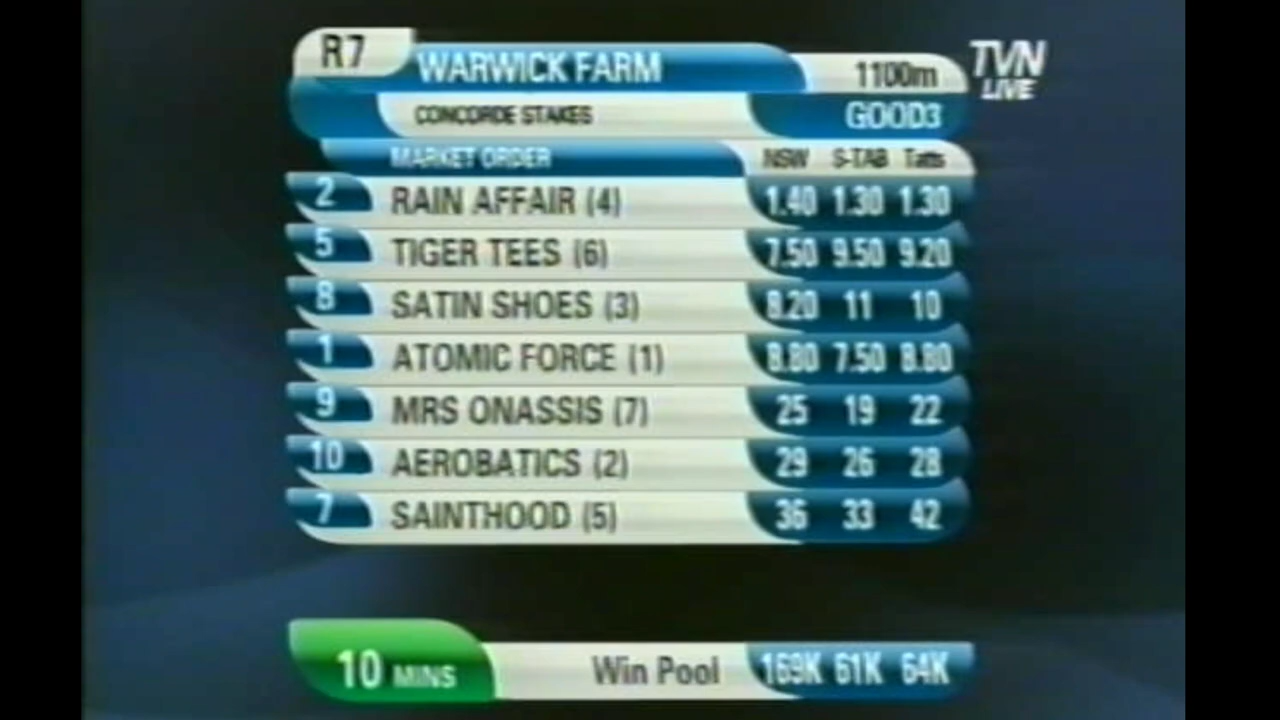 R7 WARWICK FARM 1100m TVN
LIVE
CONCORDE STAKES GOOD3
MARKET ORDER NSW S-TAB Tatts
2 RAIN AFFAIR (4) 1.40 1.30 1.30
5 TIGER TEES (6) 7.50 9.50 9.20
8 SATIN SHOES (3) 8.20 11 10
1 ATOMIC FORCE (1) 8.80 7.50 8.80
9 MRS ONASSIS (7) 25 19 22
10 AEROBATICS (2) 29 26 28
7 SAINTHOOD (5) 36 33 42
10 MINS Win Pool 169K 61K 64K